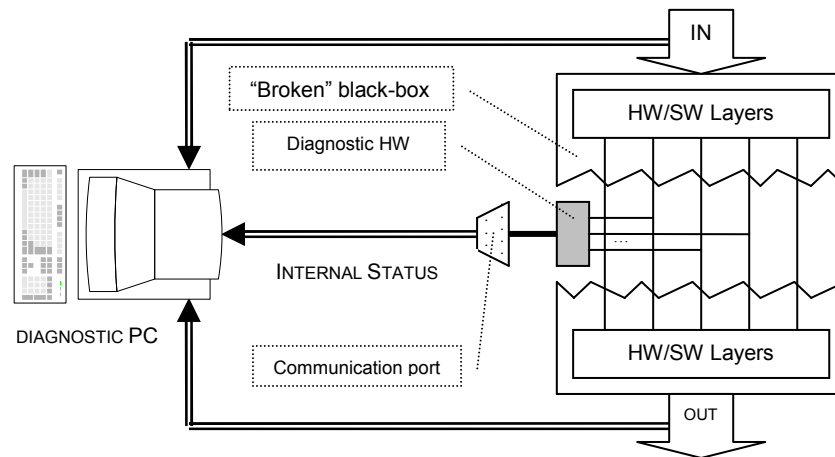 IN
“Broken” black-box
HW/SW Layers
Diagnostic HW
...
INTERNAL STATUS
DIAGNOSTIC PC
Communication port
HW/SW Layers
OUT